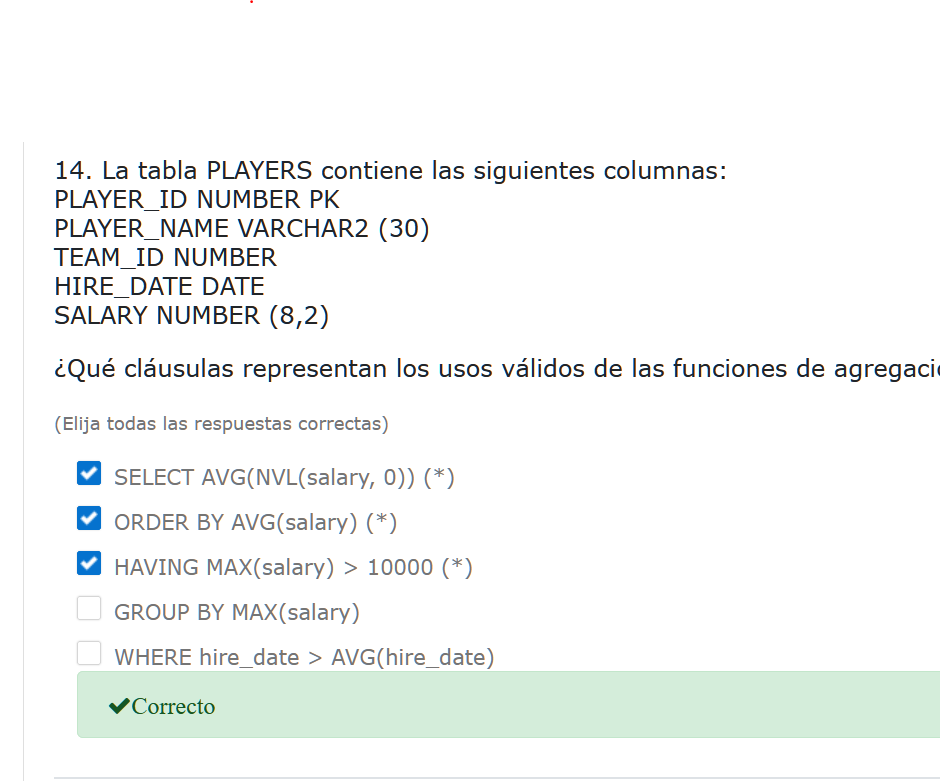 14. La tabla PLAYERS contiene las siguientes columnas:
PLAYER_ID NUMBER PK
PLAYER_NAME VARCHAR2 (30)
TEAM_ID NUMBER
HIRE_DATE DATE
SALARY NUMBER (8,2)
¿Qué cláusulas representan los usos válidos de las funciones de
(Elija todas las respuestas correctas)
SELECT AVG(NVL(salary, 0)) (*)
ORDER BY AVG(salary) (*)
HAVING MAX(salary) > 10000 (*)
GROUP BY MAX(salary)
WHERE hire_date > AVG(hire_date)
Correcto